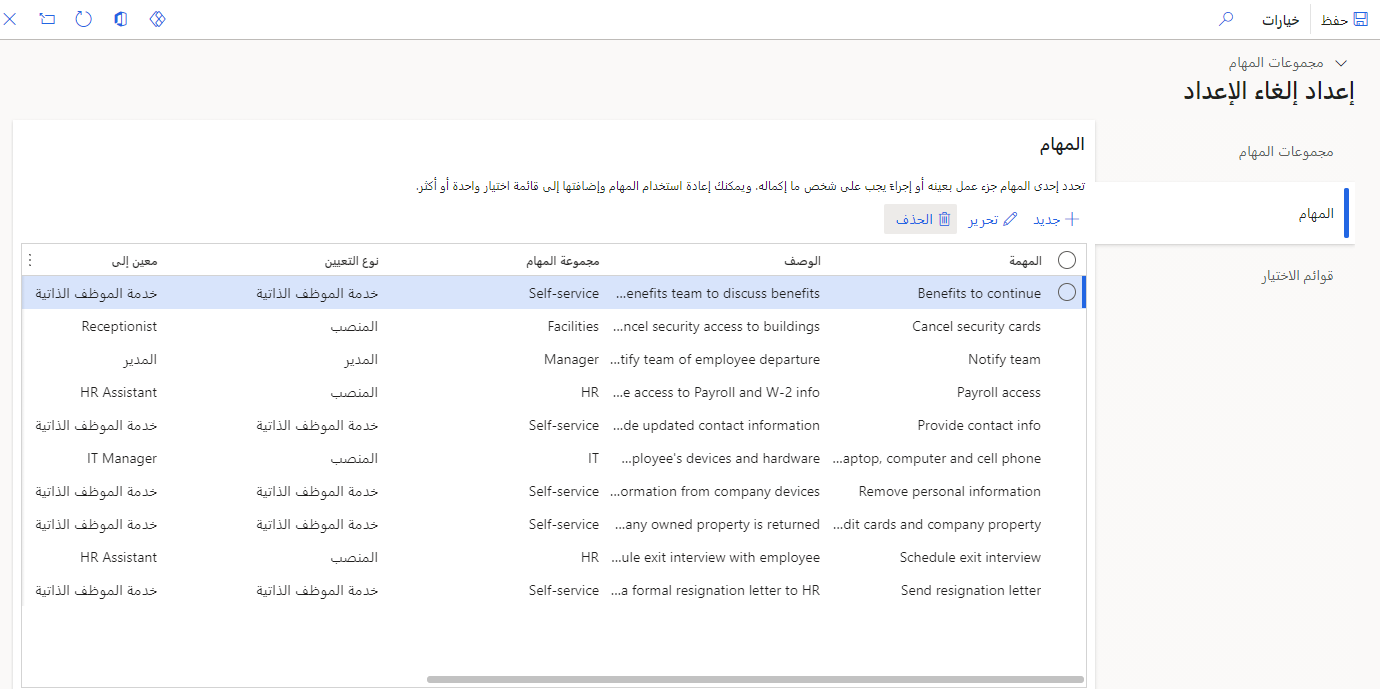 حفظ
خيارات
مجموعات المهام
إعداد إلغاء الإعداد
مجموعات المهام
المهام
قوائم الاختيار
المهام
تحدد إحدى المهام جزء عمل بعينه أو إجراءً يجب على شخص ما إكماله. ويمكنك إعادة استخدام المهام وإضافتها إلى قائمة اختيار واحدة أو أكثر.
جديد تحرير الحذف
المهمة الوصف مجموعة المهام نوع التعيين معين إلى
Benefits to continue ...enefits team to discuss benefits Self-service خدمة الموظف الذاتية خدمة الموظف الذاتية
Cancel security cards ...ncel security access to buildings Facilities المنصب Receptionist
Notify team ...tify team of employee departure Manager المدير المدير
Payroll access ...e access to Payroll and W-2 info HR المنصب HR Assistant
Provide contact info ...de updated contact information Self-service خدمة الموظف الذاتية خدمة الموظف الذاتية
...aptop, computer and cell phone ...ployee's devices and hardware IT المنصب IT Manager
Remove personal information ...ormation from company devices Self-service خدمة الموظف الذاتية خدمة الموظف الذاتية
...dit cards and company property ...any owned property is returned Self-service خدمة الموظف الذاتية خدمة الموظف الذاتية
Schedule exit interview ...ule exit interview with employee HR المنصب HR Assistant
Send resignation letter ...a formal resignation letter to HR Self-service خدمة الموظف الذاتية خدمة الموظف الذاتية